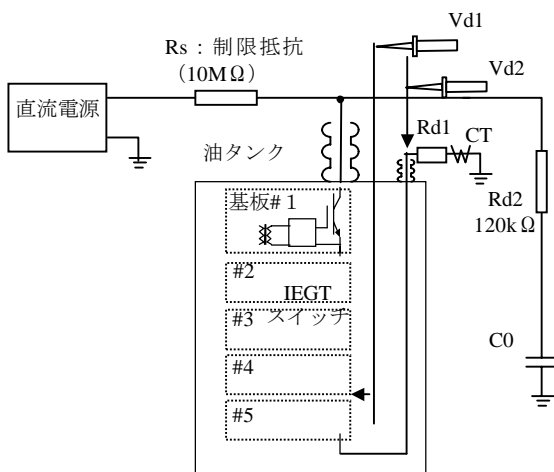 Vd1
Rs：制限抵抗
（10MΩ）
Vd2
直流電源
Rd1
CT
油タンク
Rd2
120kΩ
基板#１
#2
IEGT
スイッチ
#3
C0
#4
#5